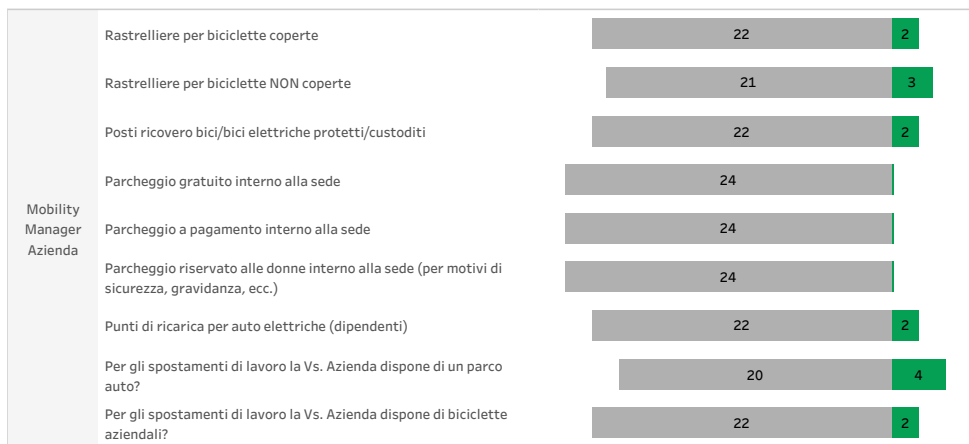 Rastrelliere per biciclette coperte
22 2
Rastrelliere per biciclette NON coperte
21 3
Posti ricovero bici/bici elettriche protetti/custoditi
22 2
Parcheggio gratuito interno alla sede
24
Mobility
Manager
Azienda
Parcheggio a pagamento interno alla sede
24
Parcheggio riservato alle donne interno alla sede (per motivi di
sicurezza, gravidanza, ecc.)
24
Punti di ricarica per auto elettriche (dipendenti)
22 2
Per gli spostamenti di lavoro la Vs. Azienda dispone di un parco
auto?
20 4
Per gli spostamenti di lavoro la Vs. Azienda dispone di biciclette
aziendali?
22 2